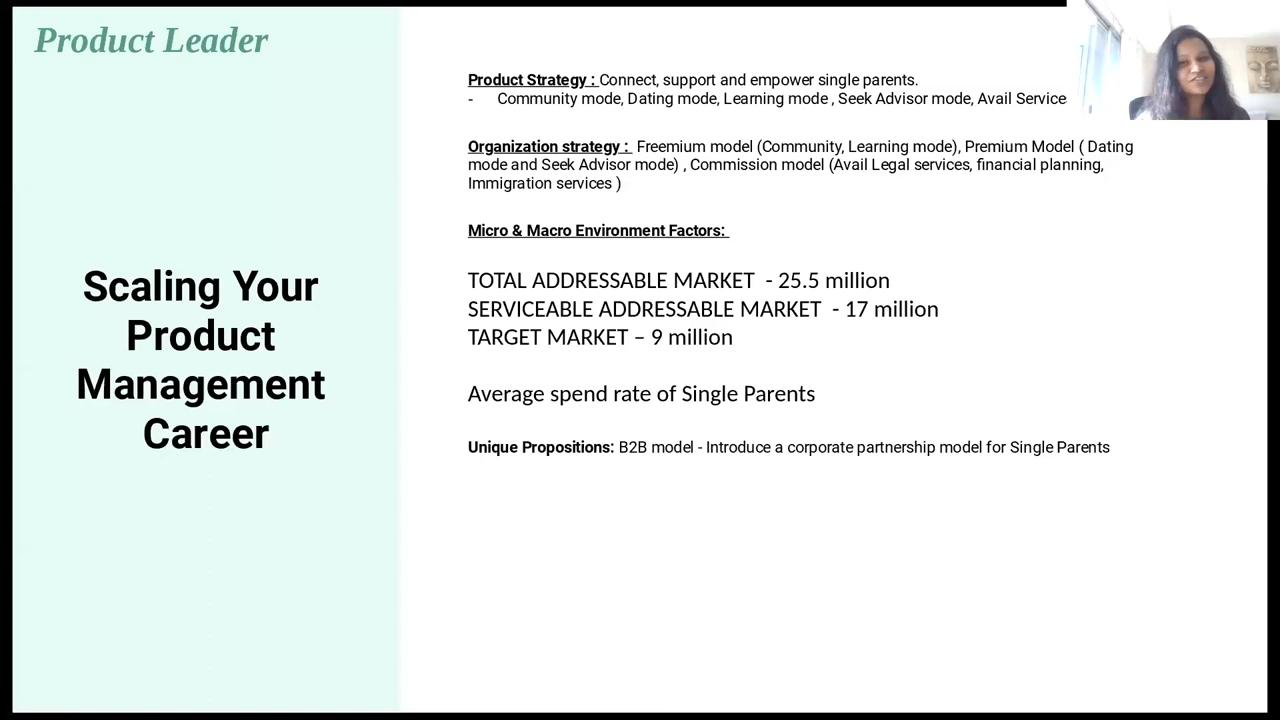 Product Leader
Scaling Your
Product
Management
Career
Product Strategy : Connect, support and empower single parents.
- Community mode, Dating mode, Learning mode , Seek Advisor mode, Avail Service
Organization strategy : Freemium model (Community, Learning mode), Premium Model ( Dating
mode and Seek Advisor mode) , Commission model (Avail Legal services, financial planning,
Immigration services )
Micro & Macro Environment Factors:
TOTAL ADDRESSABLE MARKET - 25.5 million
SERVICEABLE ADDRESSABLE MARKET - 17 million
TARGET MARKET – 9 million
Average spend rate of Single Parents
Unique Propositions: B2B model - Introduce a corporate partnership model for Single Parents